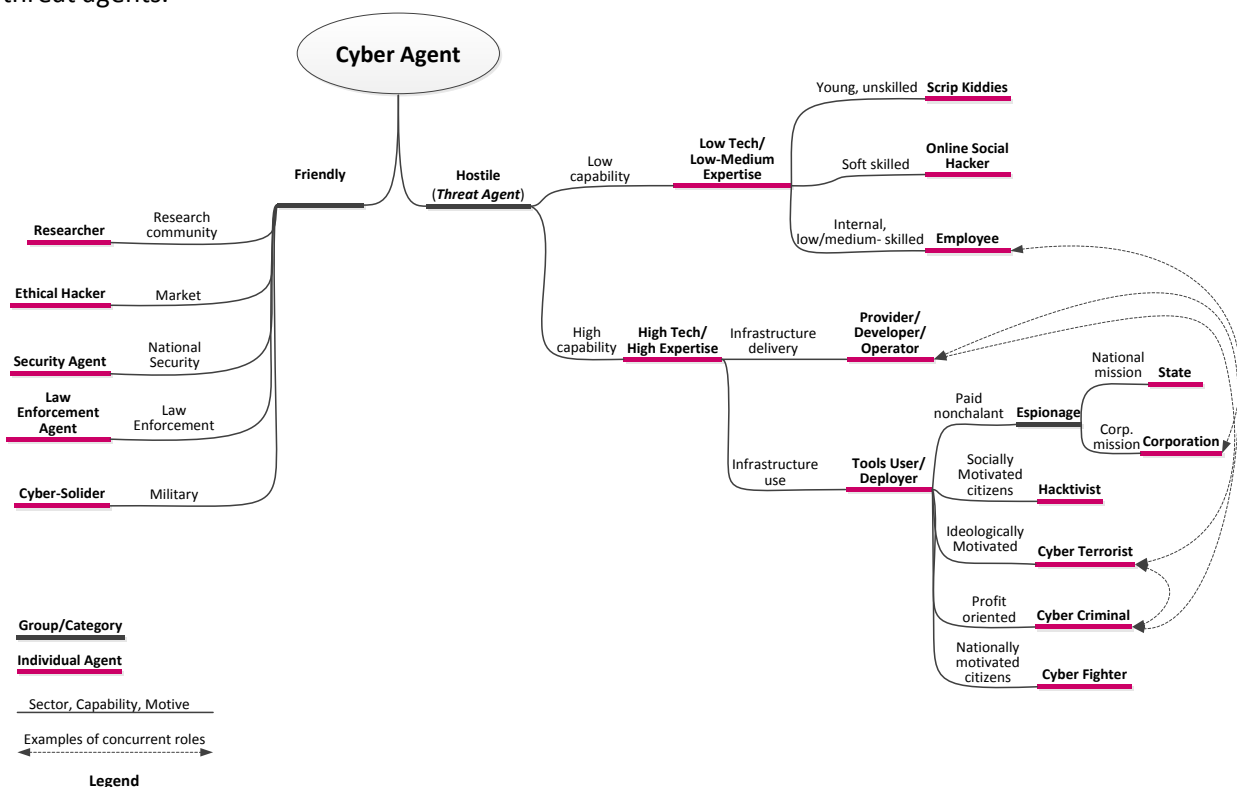 threat agents.
Cyber Agent
Friendly
Research
community
Researcher
Market
Ethical Hacker
National
Security
Security Agent
Law
Enforcement
Law
Enforcement
Agent
Military
Cyber-Solider
Hostile
(Threat Agent)
Low
capability
Low Tech/
Low-Medium
Expertise
Young, unskilled
Scrip Kiddies
Soft skilled
Online Social
Hacker
Internal,
low/medium- skilled
Employee
High
capability
High Tech/
High Expertise
Infrastructure
delivery
Provider/
Developer/
Operator
Infrastructure
use
Tools User/
Deployer
Paid
nonchalant
Espionage
National
mission
State
Corp.
mission
Corporation
Socially
Motivated
citizens
Hacktivist
Ideologically
Motivated
Cyber Terrorist
Profit
oriented
Cyber Criminal
Nationally
motivated
citizens
Cyber Fighter
Group/Category
Individual Agent
Sector, Capability, Motive
Examples of concurrent roles
Legend